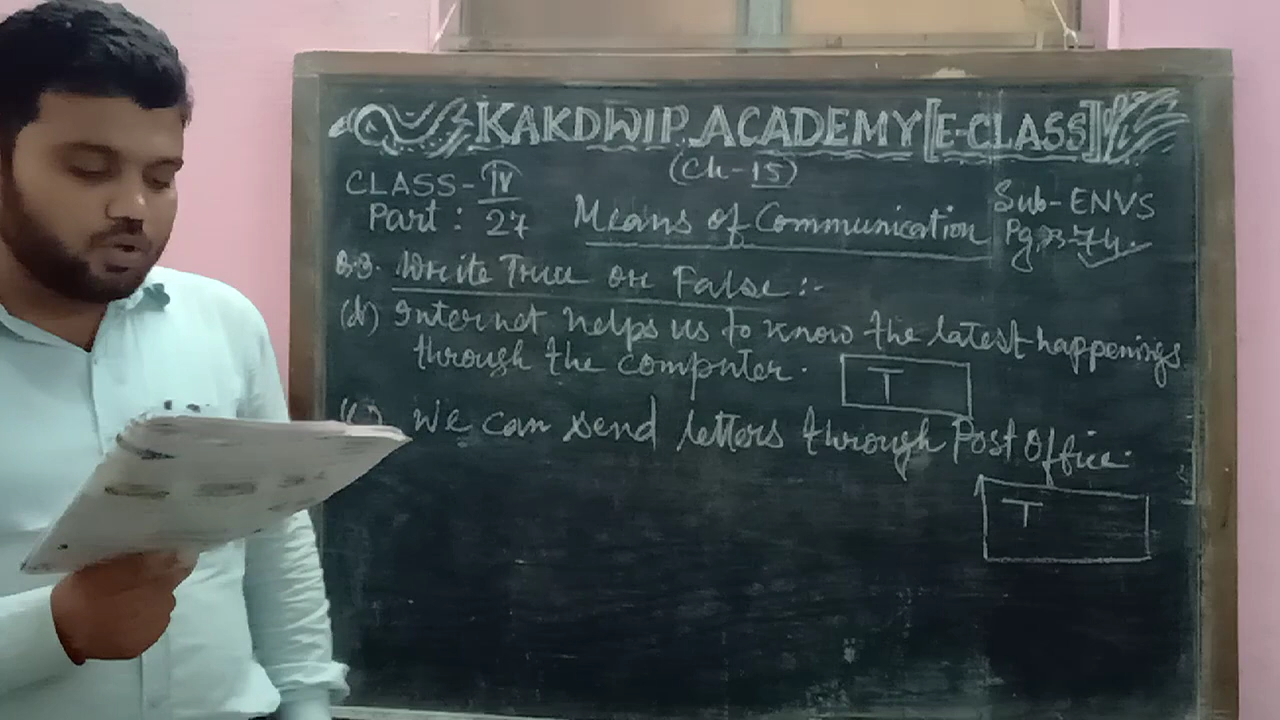 KAKDWIP ACADEMY [E-CLASS]
(Ch-15)
CLASS-IV
Part : 27
Means of Communication
Sub-ENVS
Pg. 74.
Write True or False :-
(d) Internet helps us to know the latest happenings
through the computer. T
We can send letters through Post Office.
T